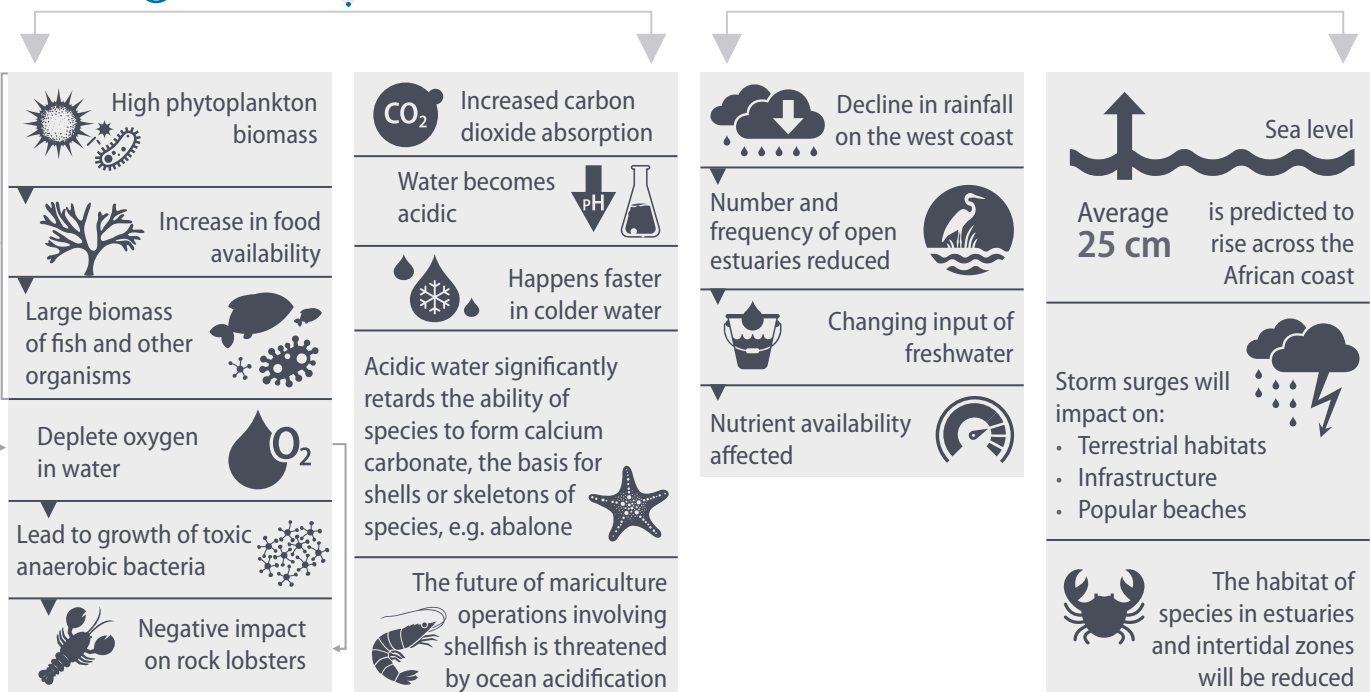 High phytoplankton
biomass
Increase in food
availability
Large biomass
of fish and other
organisms
Deplete oxygen
in water
O2
Lead to growth of toxic
anaerobic bacteria
Negative impact
on rock lobsters
CO2
Increased carbon
dioxide absorption
Water becomes
acidic
pH
Happens faster
in colder water
Acidic water significantly
retards the ability of
species to form calcium
carbonate, the basis for
shells or skeletons of
species, e.g. abalone
The future of mariculture
operations involving
shellfish is threatened
by ocean acidification
Decline in rainfall
on the west coast
Number and
frequency of open
estuaries reduced
Changing input of
freshwater
Nutrient availability
affected
Sea level
Average
25 cm
is predicted to
rise across the
African coast
Storm surges will
impact on:
• Terrestrial habitats
• Infrastructure
• Popular beaches
The habitat of
species in estuaries
and intertidal zones
will be reduced